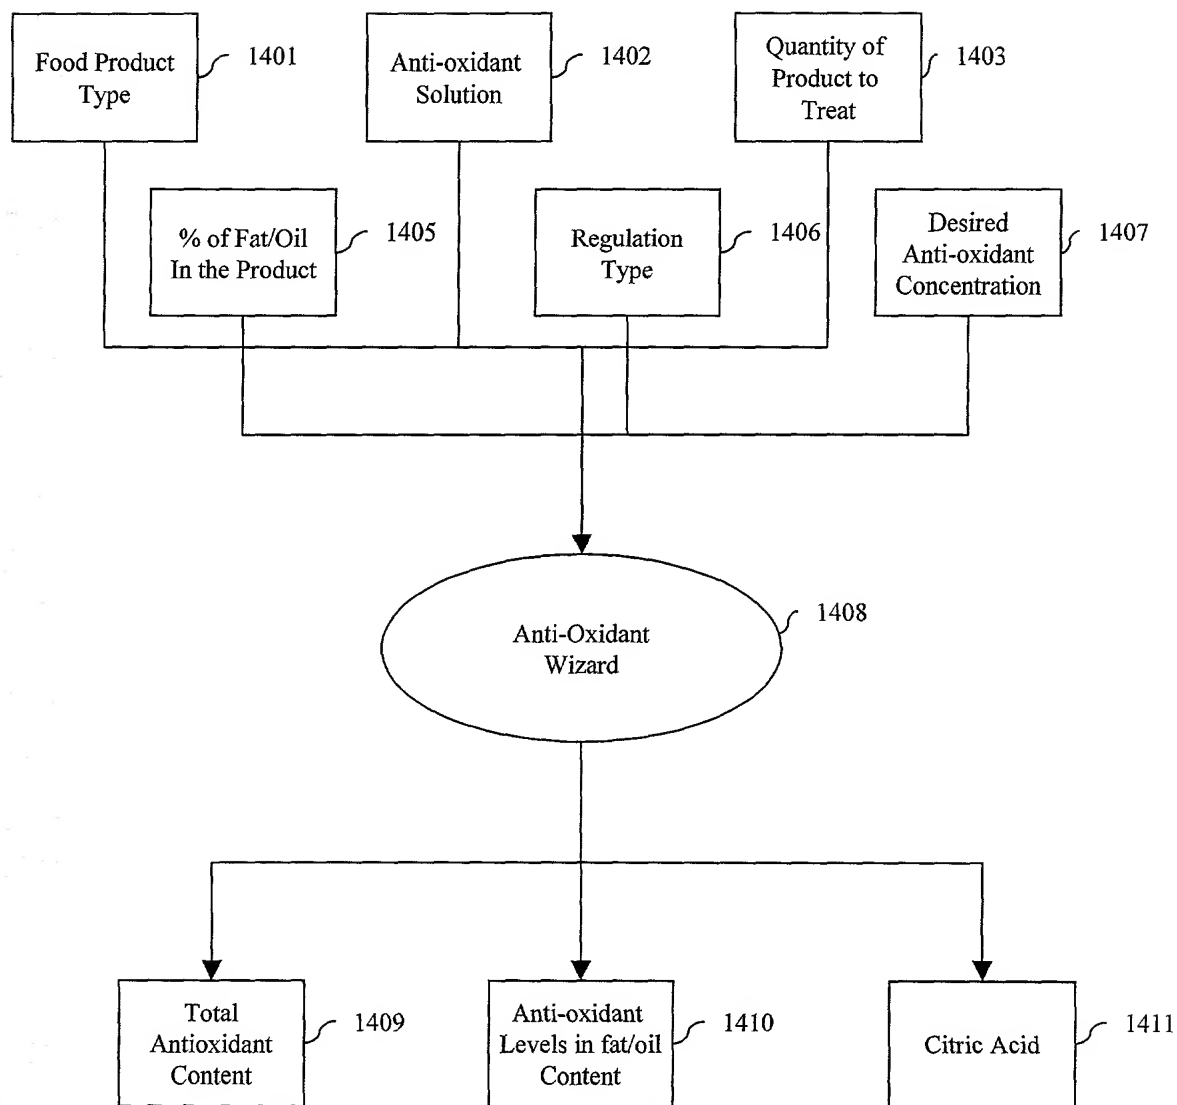 Food Product
Type
1401
Anti-oxidant
Solution
1402
Quantity of
Product to
Treat
1403
% of Fat/Oil
In the Product
1405
Regulation
Type
1406
Desired
Anti-oxidant
Concentration
1407
Anti-Oxidant
Wizard
1408
Total
Antioxidant
Content
1409
Anti-oxidant
Levels in fat/oil
Content
1410
Citric Acid
1411